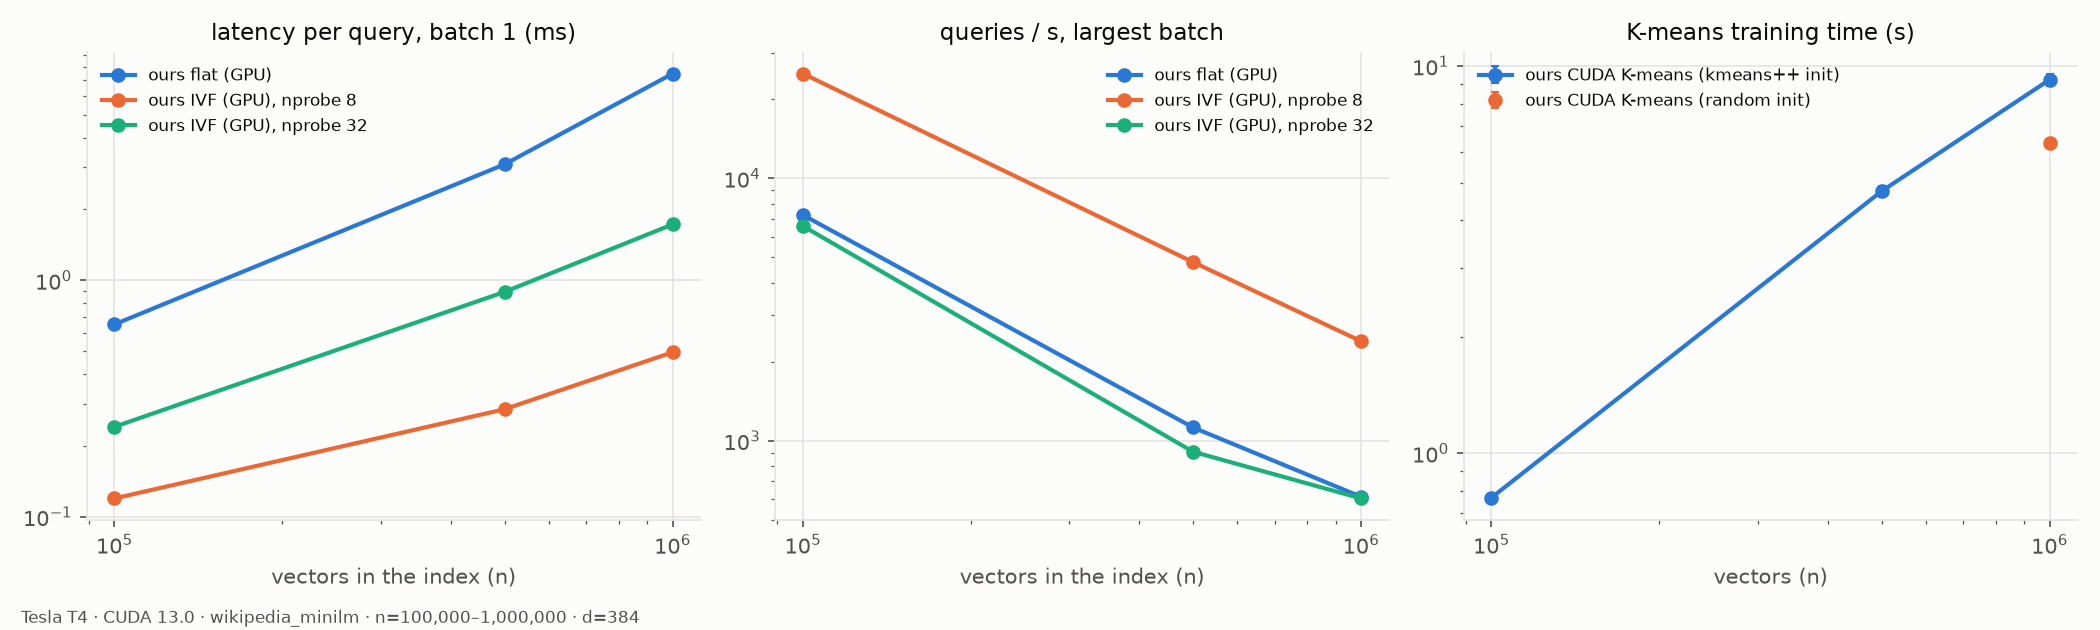 latency per query, batch 1 (ms)
ours flat (GPU)
ours IVF (GPU), nprobe 8
ours IVF (GPU), nprobe 32
10⁰
10⁻¹
10⁵
10⁶
vectors in the index (n)
queries / s, largest batch
ours flat (GPU)
ours IVF (GPU), nprobe 8
ours IVF (GPU), nprobe 32
10⁴
10³
10⁵
10⁶
vectors in the index (n)
K-means training time (s)
ours CUDA K-means (kmeans++ init)
ours CUDA K-means (random init)
10¹
10⁰
10⁵
10⁶
vectors (n)
Tesla T4 · CUDA 13.0 · wikipedia_minilm · n=100,000–1,000,000 · d=384